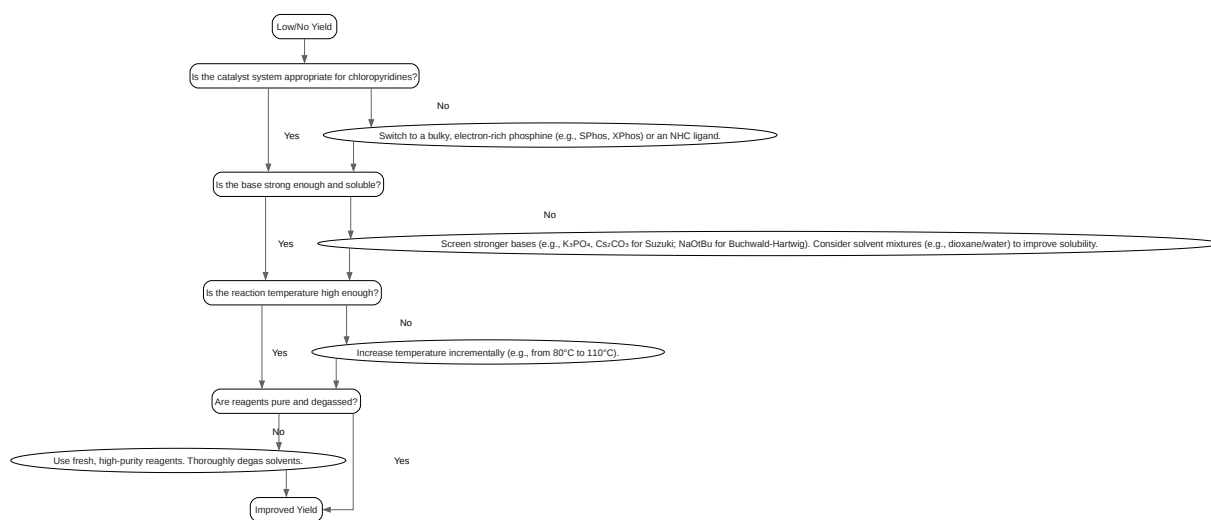 Low/No Yield
Is the catalyst system appropriate for chloropyridines?
No
Yes
Switch to a bulky, electron-rich phosphine (e.g., SPhos, XPhos) or an NHC ligand.
Is the base strong enough and soluble?
No
Yes
Screen stronger bases (e.g., K₃PO₄, Cs₂CO₃ for Suzuki; NaOtBu for Buchwald-Hartwig). Consider solvent mixtures (e.g., dioxane/water) to improve solubility.
Is the reaction temperature high enough?
No
Yes
Increase temperature incrementally (e.g., from 80°C to 110°C).
Are reagents pure and degassed?
No
Use fresh, high-purity reagents. Thoroughly degas solvents.
Yes
Improved Yield